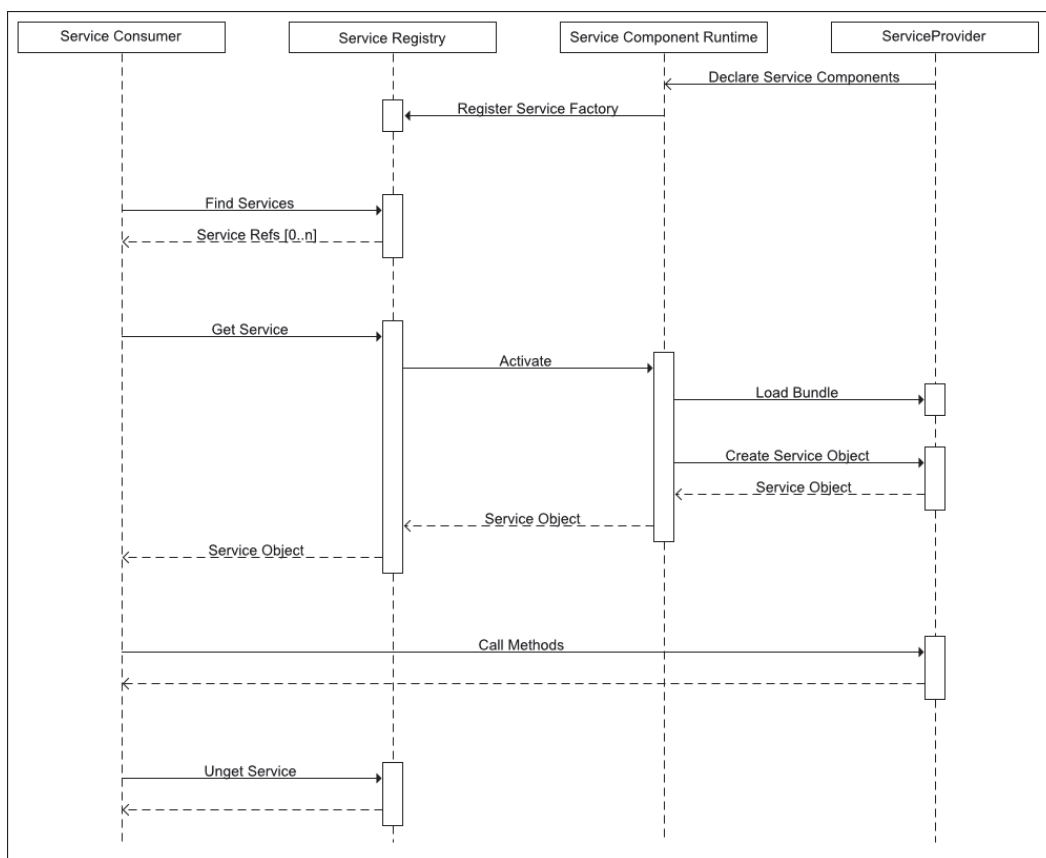 Service Consumer
Service Registry
Service Component Runtime
ServiceProvider
Declare Service Components
Register Service Factory
Find Services
Service Refs [0..n]
Get Service
Activate
Load Bundle
Create Service Object
Service Object
Service Object
Service Object
Call Methods
Unget Service